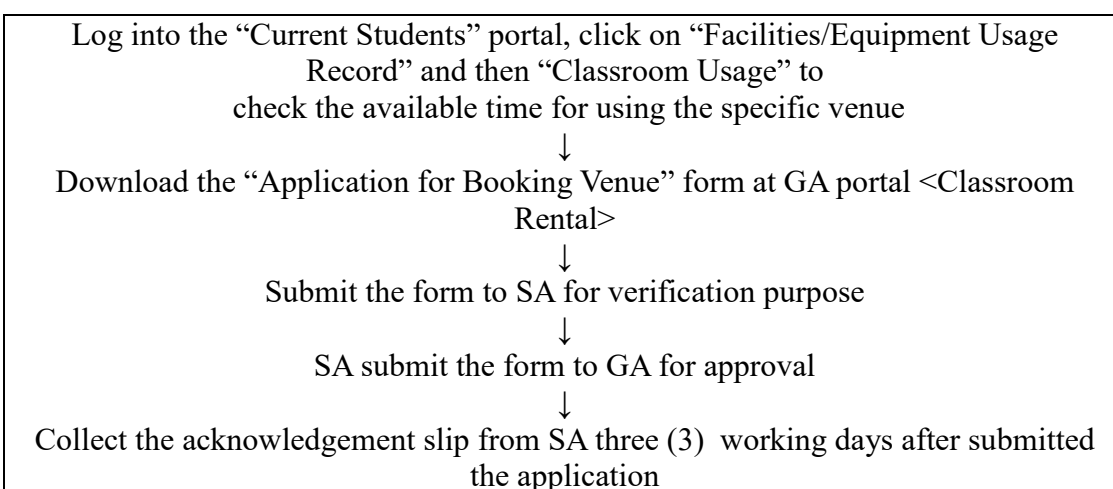 Log into the “Current Students” portal, click on “Facilities/Equipment Usage
Record” and then “Classroom Usage” to
check the available time for using the specific venue
↓
Download the “Application for Booking Venue” form at GA portal <Classroom
Rental>
↓
Submit the form to SA for verification purpose
↓
SA submit the form to GA for approval
↓
Collect the acknowledgement slip from SA three (3) working days after submitted
the application